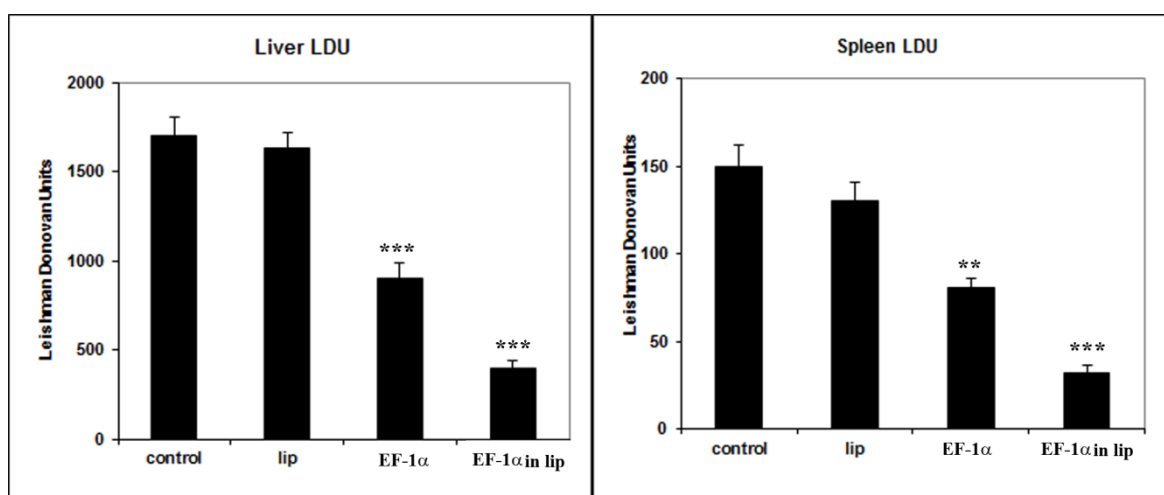 Liver LDU
Leishman Donovan Units
2000
1500
1000
500
0
***
***
control
lip
EF-1α
EF-1α in lip
Spleen LDU
Leishman Donovan Units
200
150
100
50
0
**
***
control
lip
EF-1α
EF-1α in lip